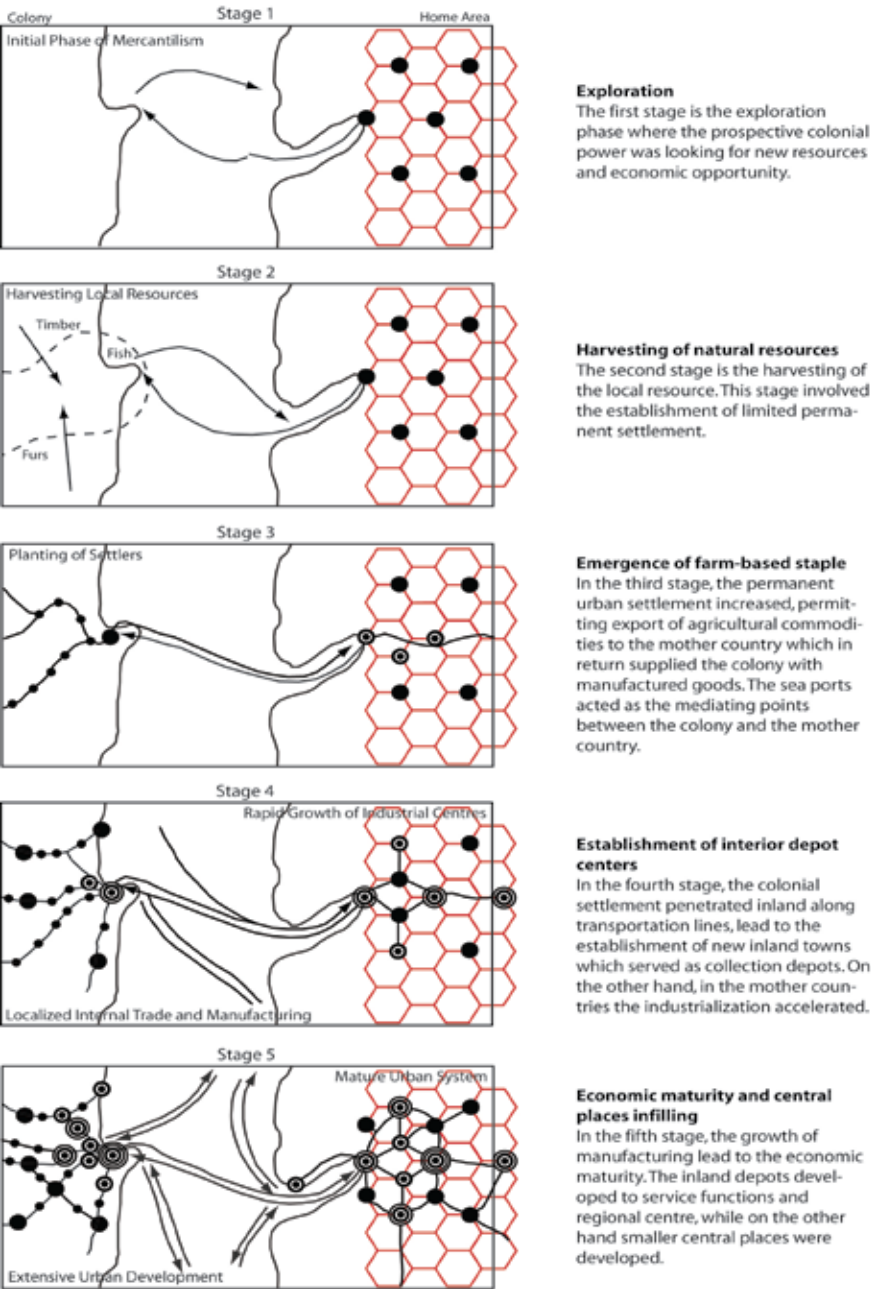 Colony
Stage 1
Home Area
Initial Phase of Mercantilism
Exploration
The first stage is the exploration
phase where the prospective colonial
power was looking for new resources
and economic opportunity.
Stage 2
Harvesting Local Resources
Timber
Fish
Furs
Harvesting of natural resources
The second stage is the harvesting of
the local resource. This stage involved
the establishment of limited perma-
nent settlement.
Stage 3
Planting of Settlers
Emergence of farm-based staple
In the third stage, the permanent
urban settlement increased, permit-
ting export of agricultural commodi-
ties to the mother country which in
return supplied the colony with
manufactured goods. The sea ports
acted as the mediating points
between the colony and the mother
country.
Stage 4
Rapid Growth of Industrial Centres
Localized Internal Trade and Manufacturing
Establishment of interior depot
centers
In the fourth stage, the colonial
settlement penetrated inland along
transportation lines, lead to the
establishment of new inland towns
which served as collection depots. On
the other hand, in the mother coun-
tries the industrialization accelerated.
Stage 5
Mature Urban System
Extensive Urban Development
Economic maturity and central
places infilling
In the fifth stage, the growth of
manufacturing lead to the economic
maturity. The inland depots devel-
oped to service functions and
regional centre, while on the other
hand smaller central places were
developed.